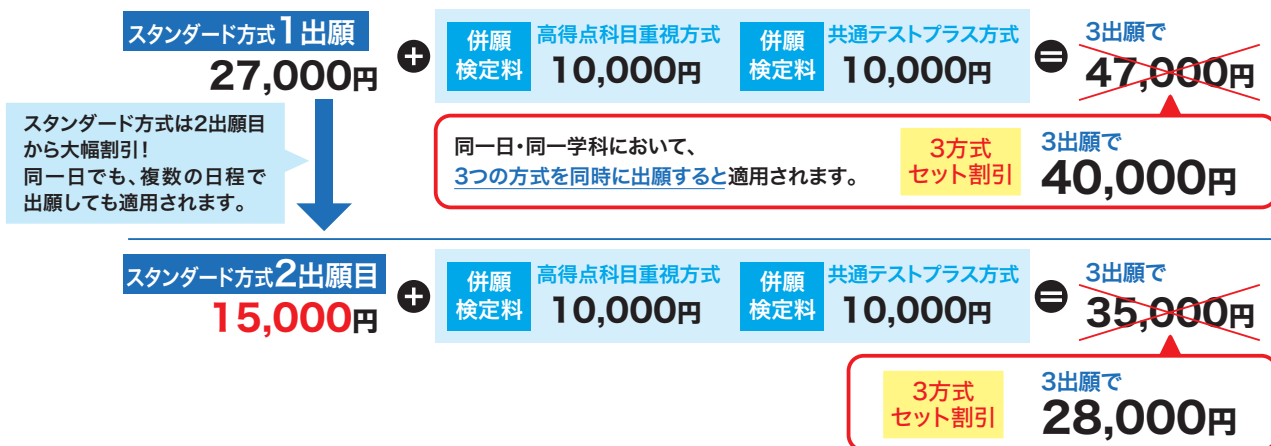 スタンダード方式1出願
27,000円
+
併願
検定料
高得点科目重視方式
10,000円
併願
検定料
共通テストプラス方式
10,000円
=
3出願で
47,000円
スタンダード方式は2出願目
から大幅割引!
同一日でも、複数の日程で
出願しても適用されます。
同一日・同一学科において、
3つの方式を同時に出願すると適用されます。
3方式
セット割引
3出願で
40,000円
スタンダード方式2出願目
15,000円
+
併願
検定料
高得点科目重視方式
10,000円
併願
検定料
共通テストプラス方式
10,000円
=
3出願で
35,000円
3方式
セット割引
3出願で
28,000円